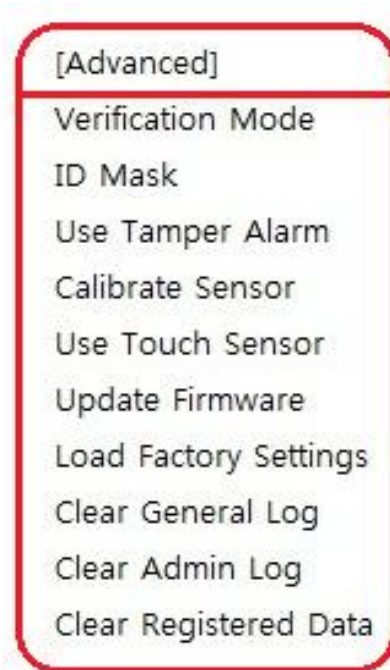 [Advanced]
Verification Mode
ID Mask
Use Tamper Alarm
Calibrate Sensor
Use Touch Sensor
Update Firmware
Load Factory Settings
Clear General Log
Clear Admin Log
Clear Registered Data